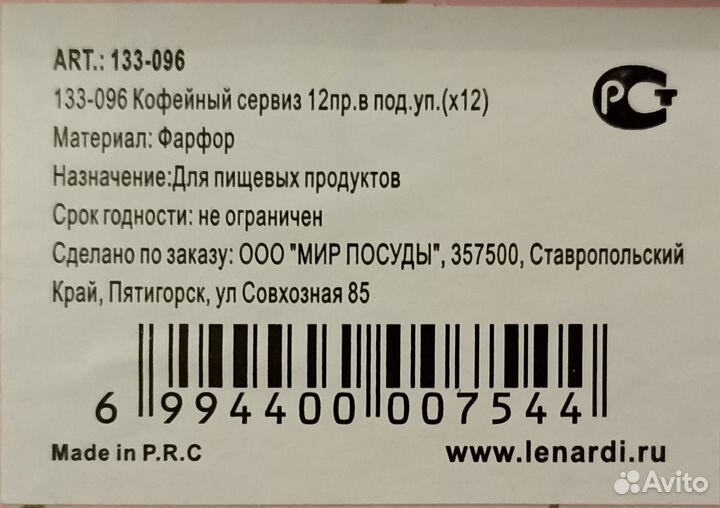 ART.: 133-096
133-096 Кофейный сервиз 12пр.в под.уп.(х12)
Материал: Фарфор
Назначение:Для пищевых продуктов
Срок годности: не ограничен
Сделано по заказу: ООО "МИР ПОСУДЫ", 357500, Ставропольский
Край, Пятигорск, ул Совхозная 85
РСТ
6 994400 007544
Made in P.R.C
www.lenardi.ru
Avito